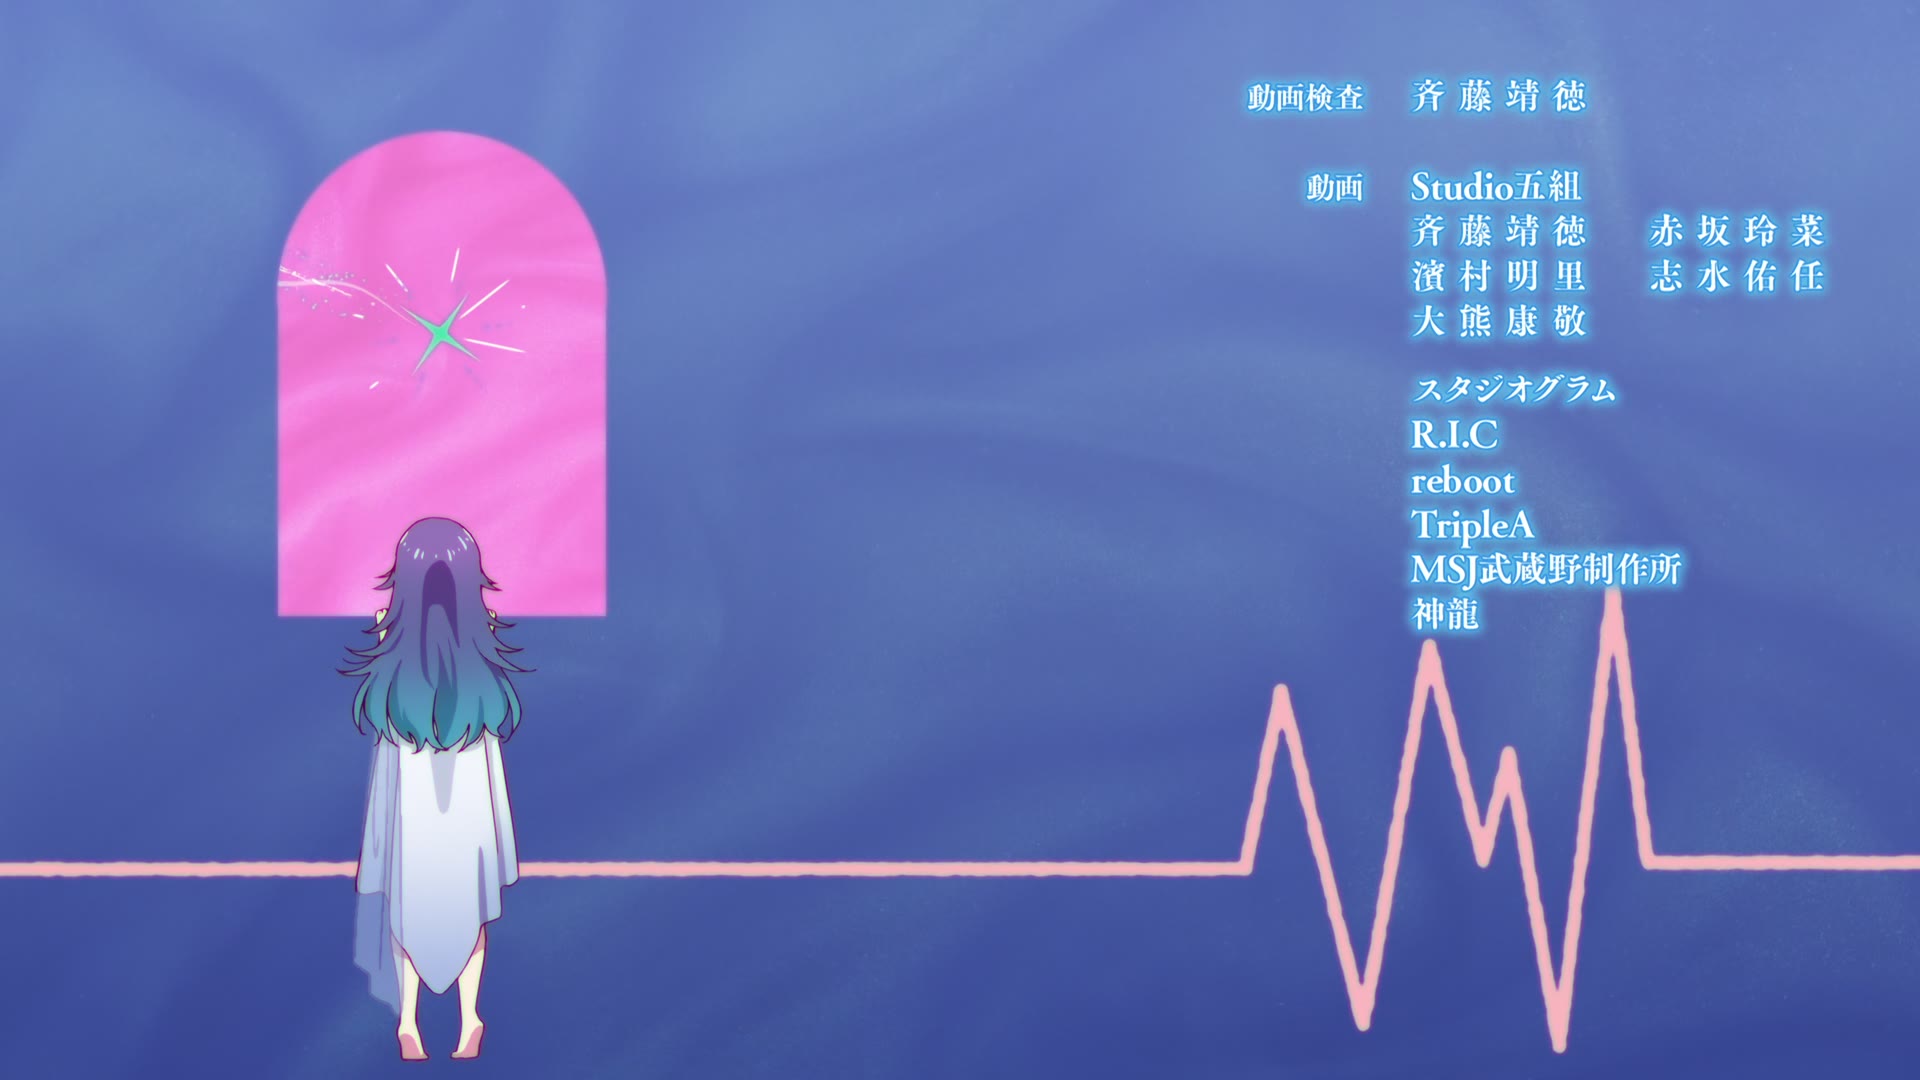 動画検査 斉藤靖徳
動画 Studio五組
斉藤靖徳 赤坂玲菜
濱村明里 志水佑任
大熊康敬
スタジオグラム
R.I.C
reboot
TripleA
MSJ武蔵野制作所
神龍